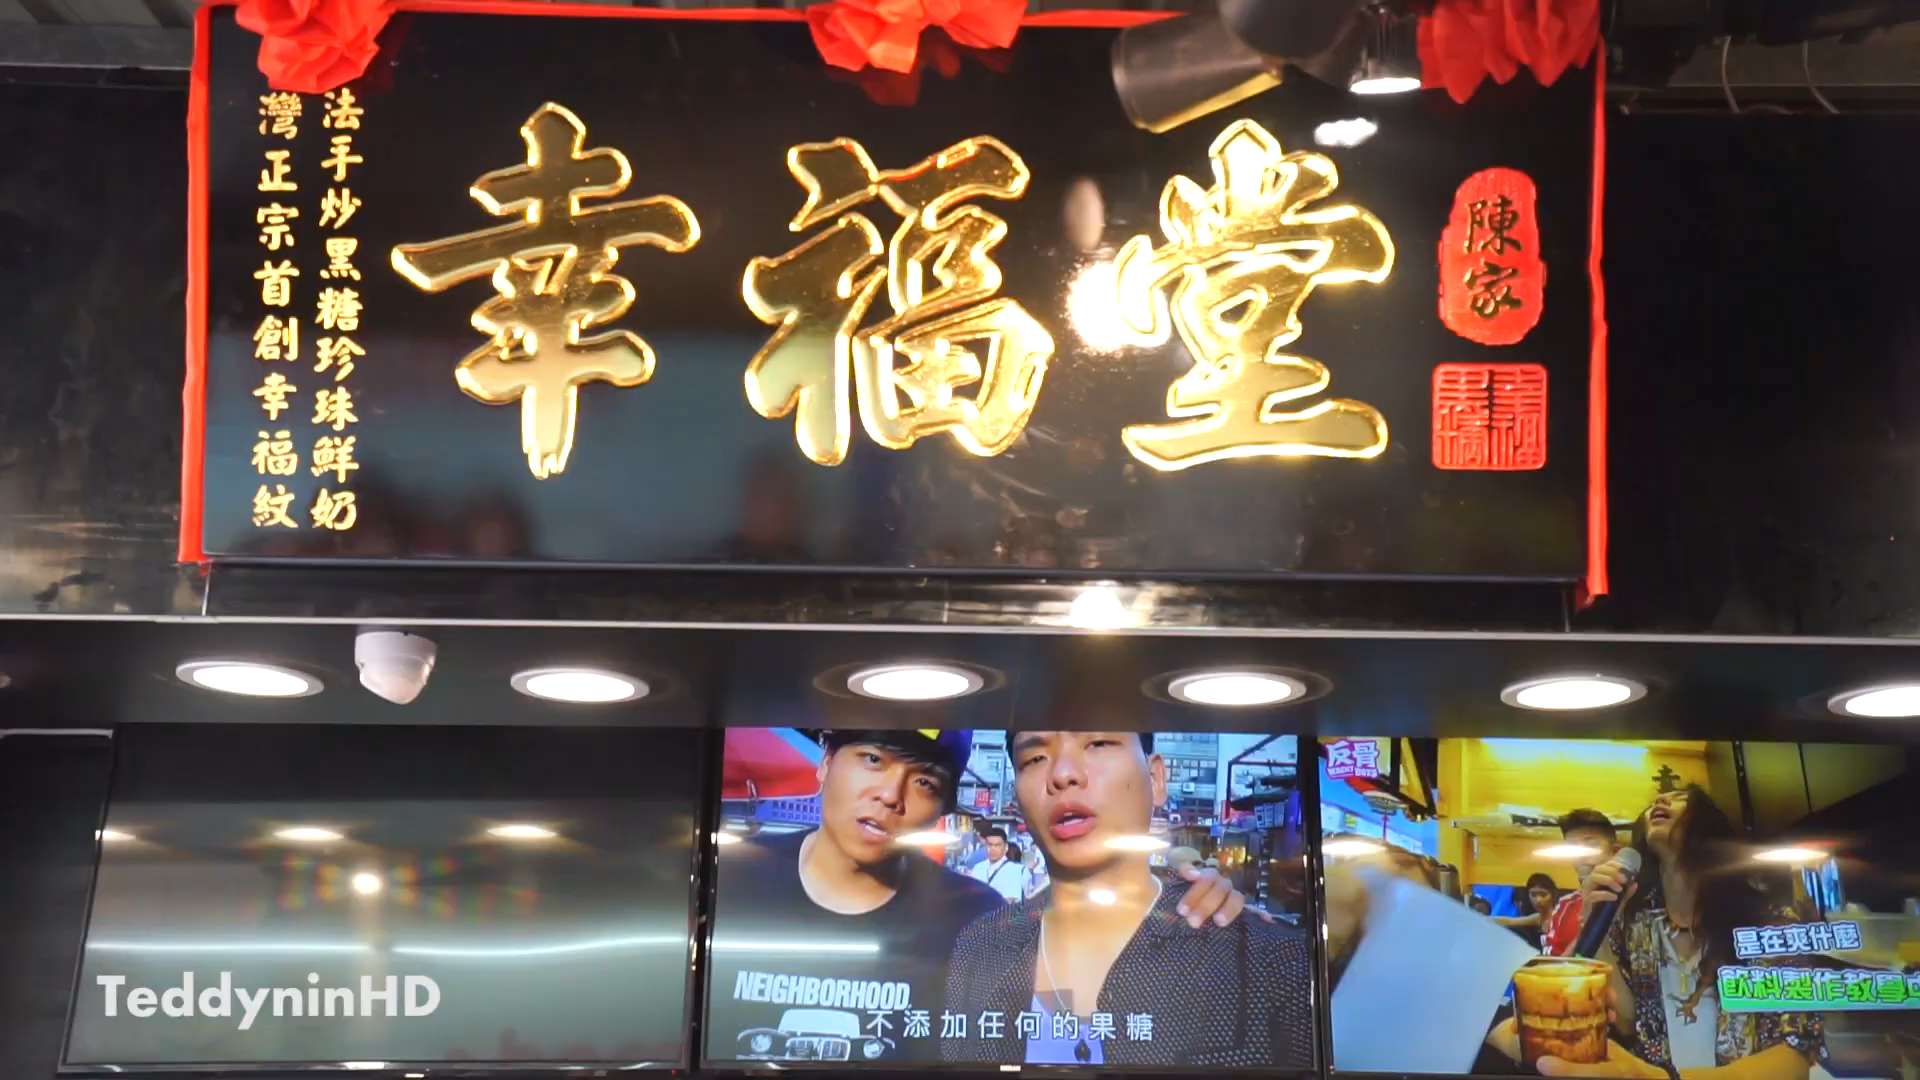 幸福堂
陳家
法手炒黑糖珍珠鮮奶
灣正宗首創幸福紋
反骨
WACKYBOYS
是在爽什麼
飲料製作教學中
NEIGHBORHOOD
不添加任何的果糖
TeddyninHD